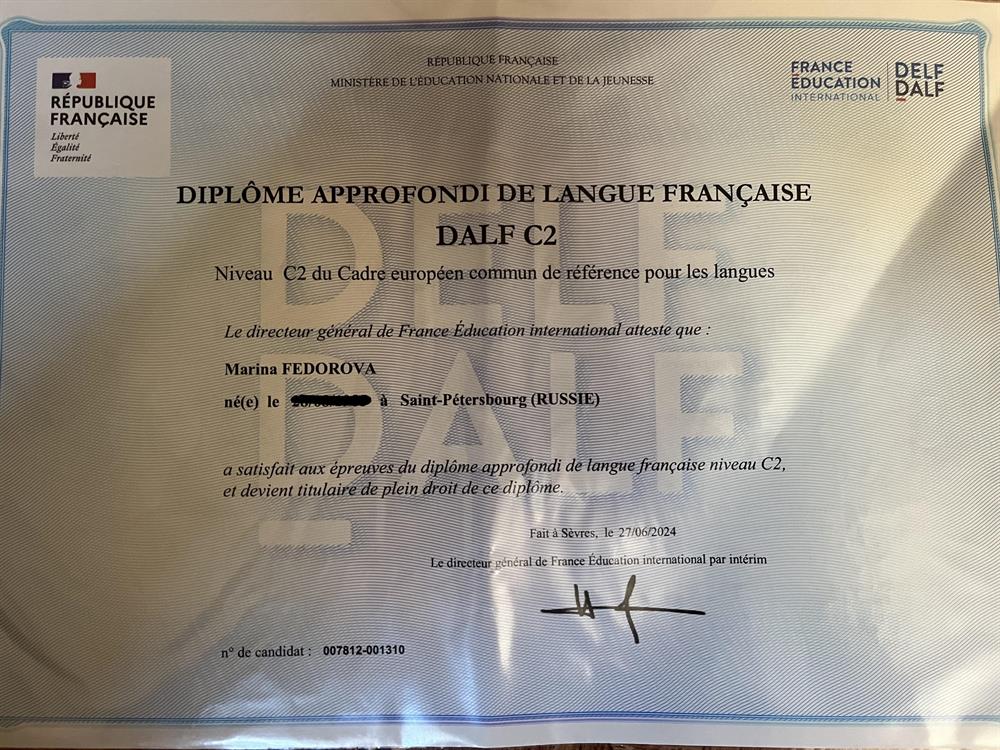 RÉPUBLIQUE FRANÇAISE
MINISTÈRE DE L'ÉDUCATION NATIONALE ET DE LA JEUNESSE
RÉPUBLIQUE
FRANÇAISE
Liberté
Égalité
Fraternité
FRANCE
ÉDUCATION
INTERNATIONAL
DELF
DALF
DIPLÔME APPROFONDI DE LANGUE FRANÇAISE
DALF C2
Niveau C2 du Cadre européen commun de référence pour les langues
DELF
DALF
Le directeur général de France Éducation international atteste que :
Marina FEDOROVA
né(e) le à Saint-Pétersbourg (RUSSIE)
a satisfait aux épreuves du diplôme approfondi de langue française niveau C2,
et devient titulaire de plein droit de ce diplôme.
Fait à Sèvres, le 27/06/2024
Le directeur général de France Éducation international par intérim
n° de candidat : 007812-001310